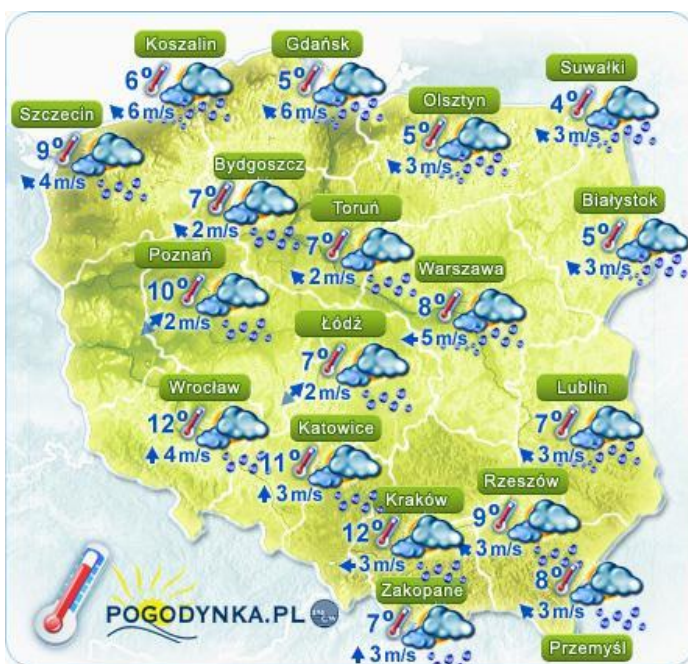 Koszalin
6°
6 m/s
Gdańsk
5°
6 m/s
Suwałki
4°
3 m/s
Szczecin
9°
4 m/s
Olsztyn
5°
3 m/s
Bydgoszcz
7°
2 m/s
Toruń
7°
2 m/s
Białystok
5°
3 m/s
Poznań
10°
2 m/s
Warszawa
8°
5 m/s
Łódź
7°
2 m/s
Wrocław
12°
4 m/s
Katowice
11°
3 m/s
Lublin
7°
3 m/s
Kraków
12°
3 m/s
Rzeszów
9°
3 m/s
Zakopane
7°
3 m/s
8°
3 m/s
Przemyśl
POGODYNKA.PL